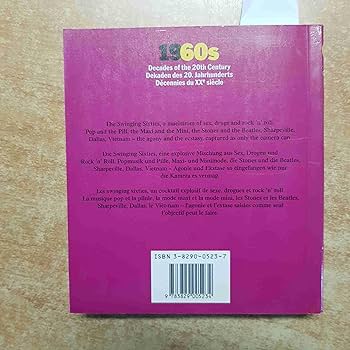 1960s
Decades of the 20th Century
Dekaden des 20. Jahrhunderts
Décennies du XXᵉ siècle
The Swinging Sixties, a maelstrom of sex, drugs and rock 'n' roll.
Pop and the Pill, the Maxi and the Mini, the Stones and the Beatles, Sharpeville,
Dallas, Vietnam – the agony and the ecstasy, captured as only the camera can.
Die Swinging Sixties, eine explosive Mischung aus Sex, Drogen und
Rock 'n' Roll, Popmusik und Pille, Maxi- und Minimode, die Stones und die Beatles,
Sharpeville, Dallas, Vietnam – Agonie und Ekstase so eingefangen wie nur
die Kamera es vermag.
Les swinging sixties, un cocktail explosif de sexe, drogues et rock 'n' roll.
La musique pop et la pilule, la mode maxi et la mode mini, les Stones et les Beatles,
Sharpeville, Dallas, le Vietnam – l'agonie et l'extase saisies comme seul
l'objectif peut le faire.
ISBN 3-8290-0523-7
9 783829 005234